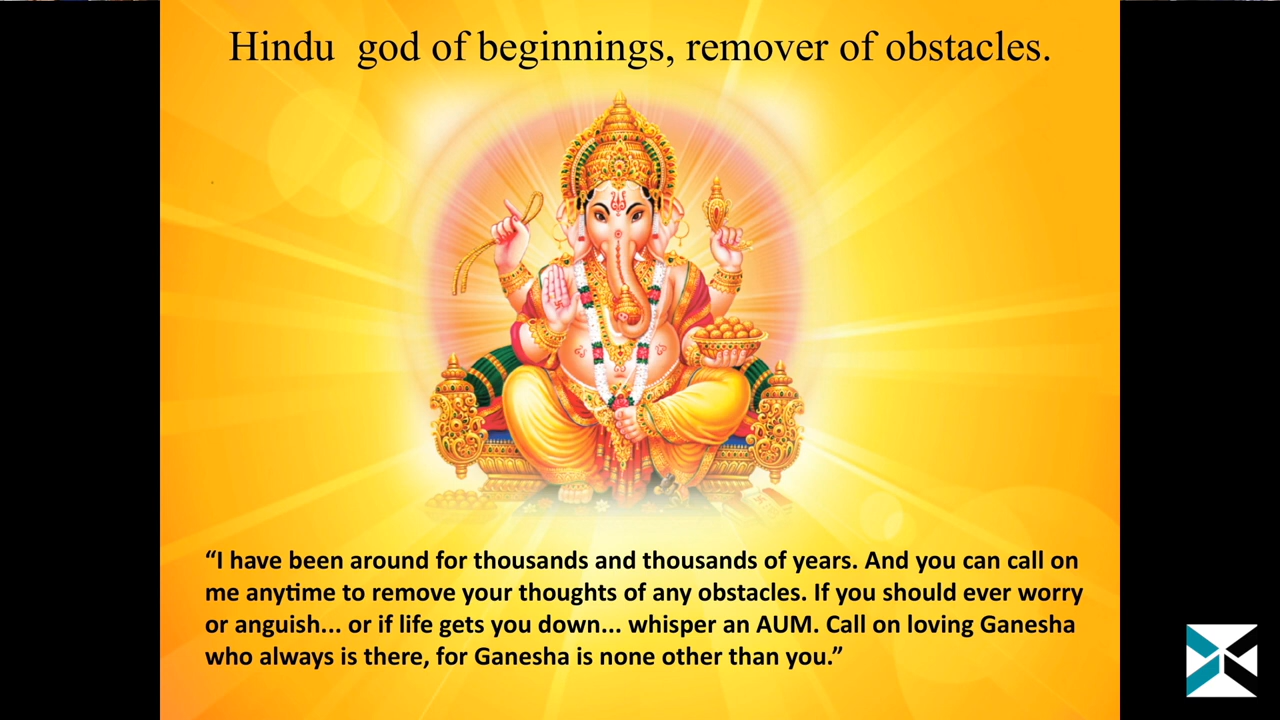 Hindu  god of beginnings, remover of obstacles.
“I have been around for thousands and thousands of years. And you can call on
me anytime to remove your thoughts of any obstacles. If you should ever worry
or anguish... or if life gets you down... whisper an AUM. Call on loving Ganesha
who always is there, for Ganesha is none other than you.”